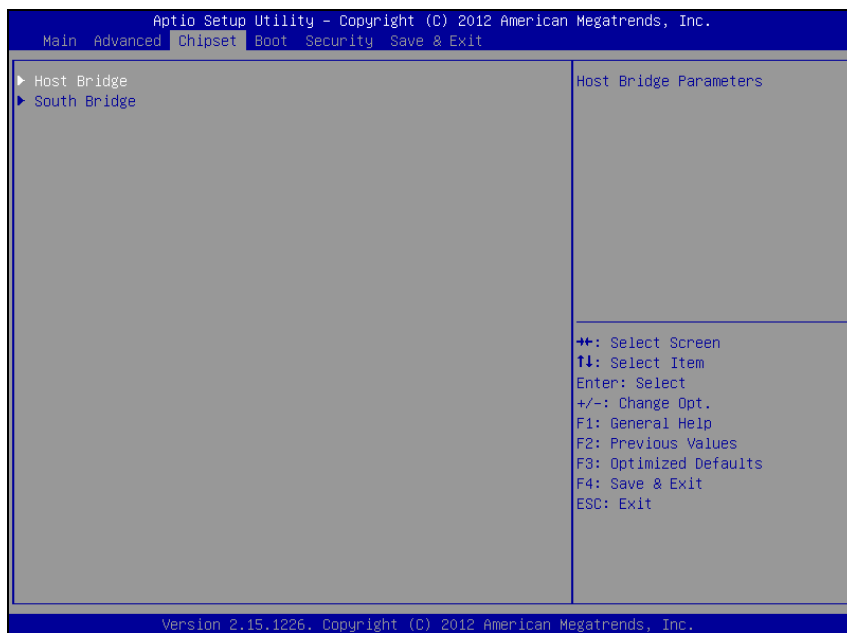 Aptio Setup Utility – Copyright (C) 2012 American Megatrends, Inc.
Main Advanced Chipset Boot Security Save & Exit
▶ Host Bridge
▶ South Bridge
Host Bridge Parameters
→←: Select Screen
↑↓: Select Item
Enter: Select
+/-: Change Opt.
F1: General Help
F2: Previous Values
F3: Optimized Defaults
F4: Save & Exit
ESC: Exit
Version 2.15.1226. Copyright (C) 2012 American Megatrends, Inc.